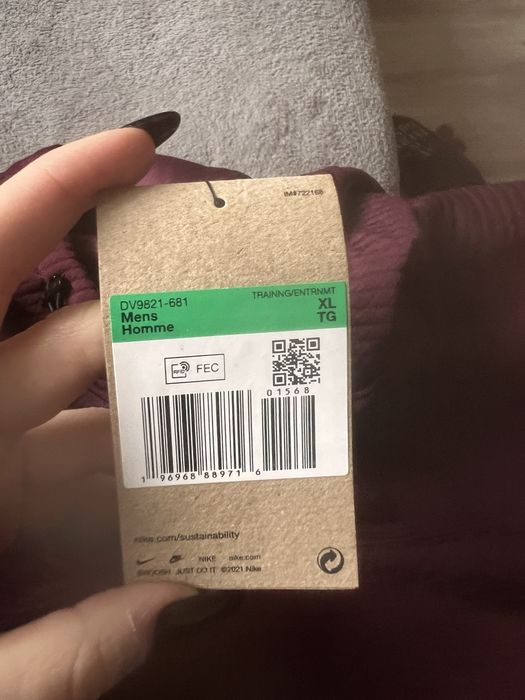 IM#722168
DV9821-681
TRAINNG/ENTRNMT
Mens
XL
Homme
TG
RFID
FEC
01568
1 96968 88971 6
nike.com/sustainability
NIKE nike.com
SWOOSH JUST DO IT ©2021 Nike